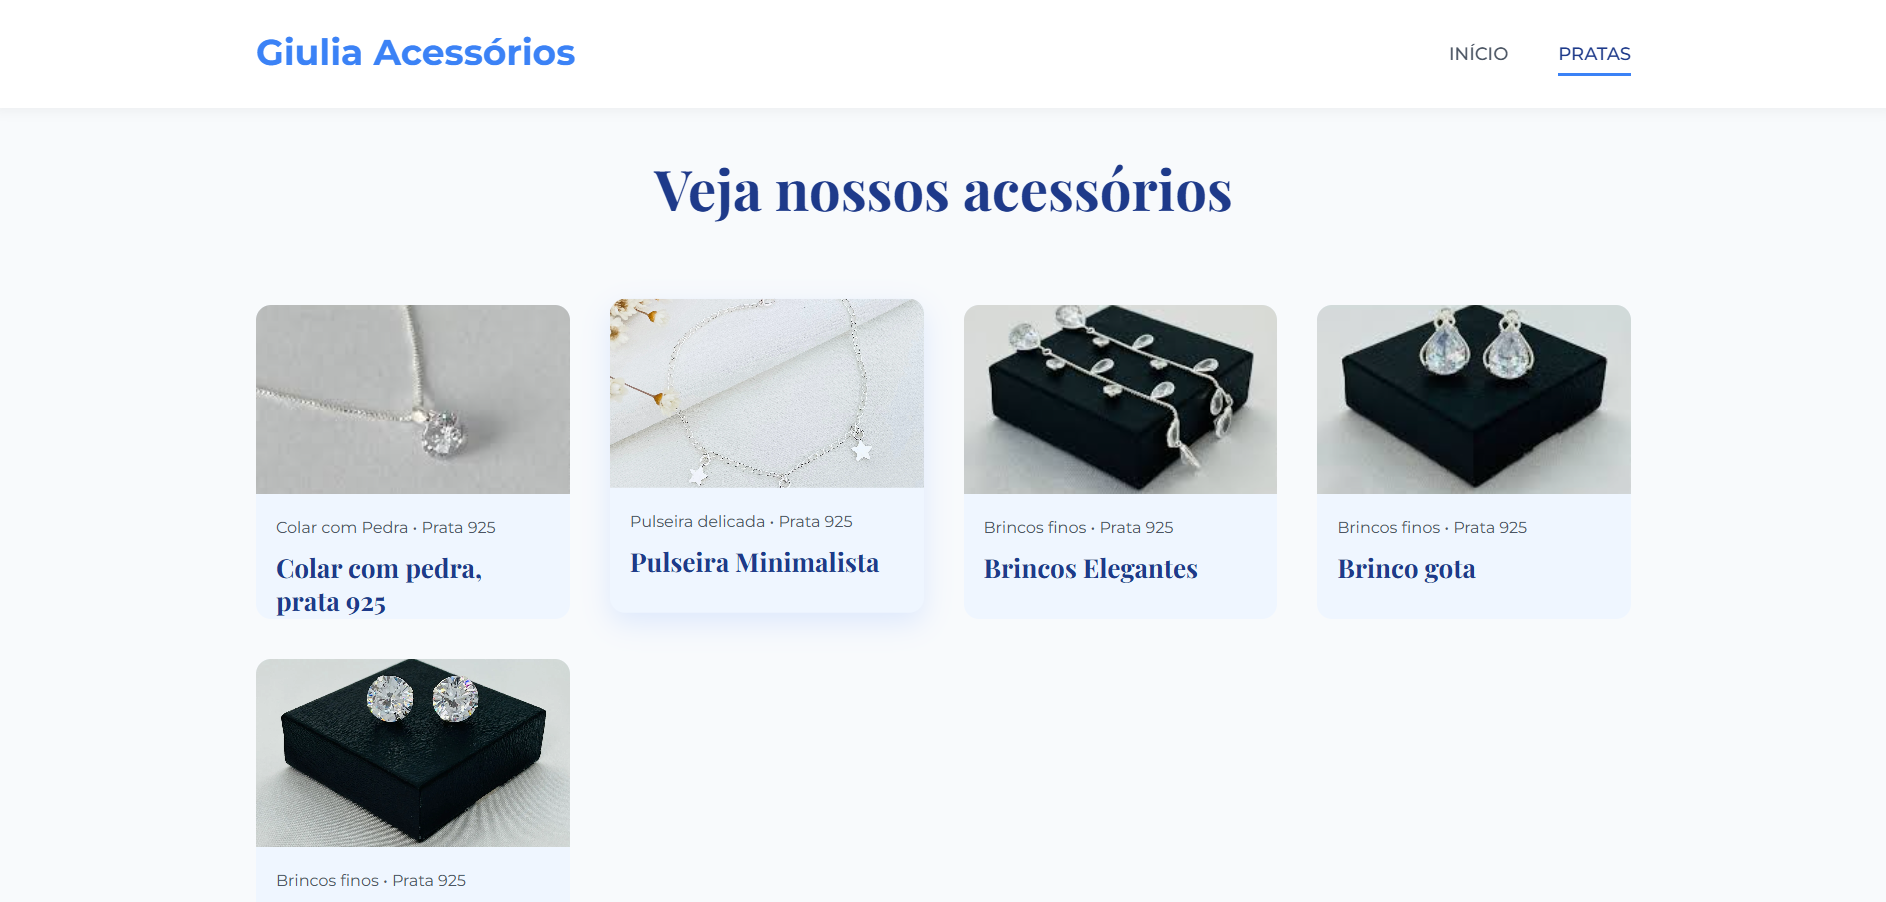 Giulia Acessórios
INÍCIO
PRATAS
Veja nossos acessórios
Colar com Pedra • Prata 925
Colar com pedra,
prata 925
Pulseira delicada • Prata 925
Pulseira Minimalista
Brincos finos • Prata 925
Brincos Elegantes
Brincos finos • Prata 925
Brinco gota
Brincos finos • Prata 925